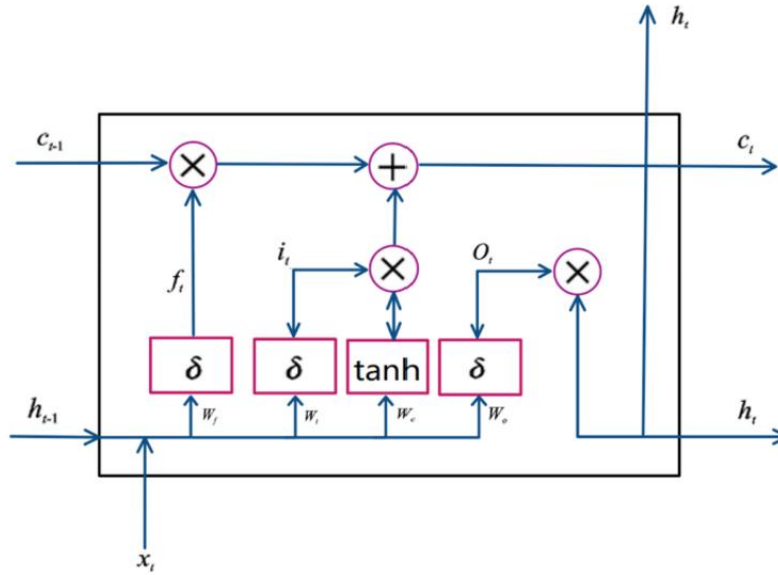 h_t
c_{t-1}
×
+
c_t
f_t
i_t
×
O_t
×
δ
δ
tanh
δ
h_{t-1}
W_f
W_i
W_c
W_o
h_t
x_t